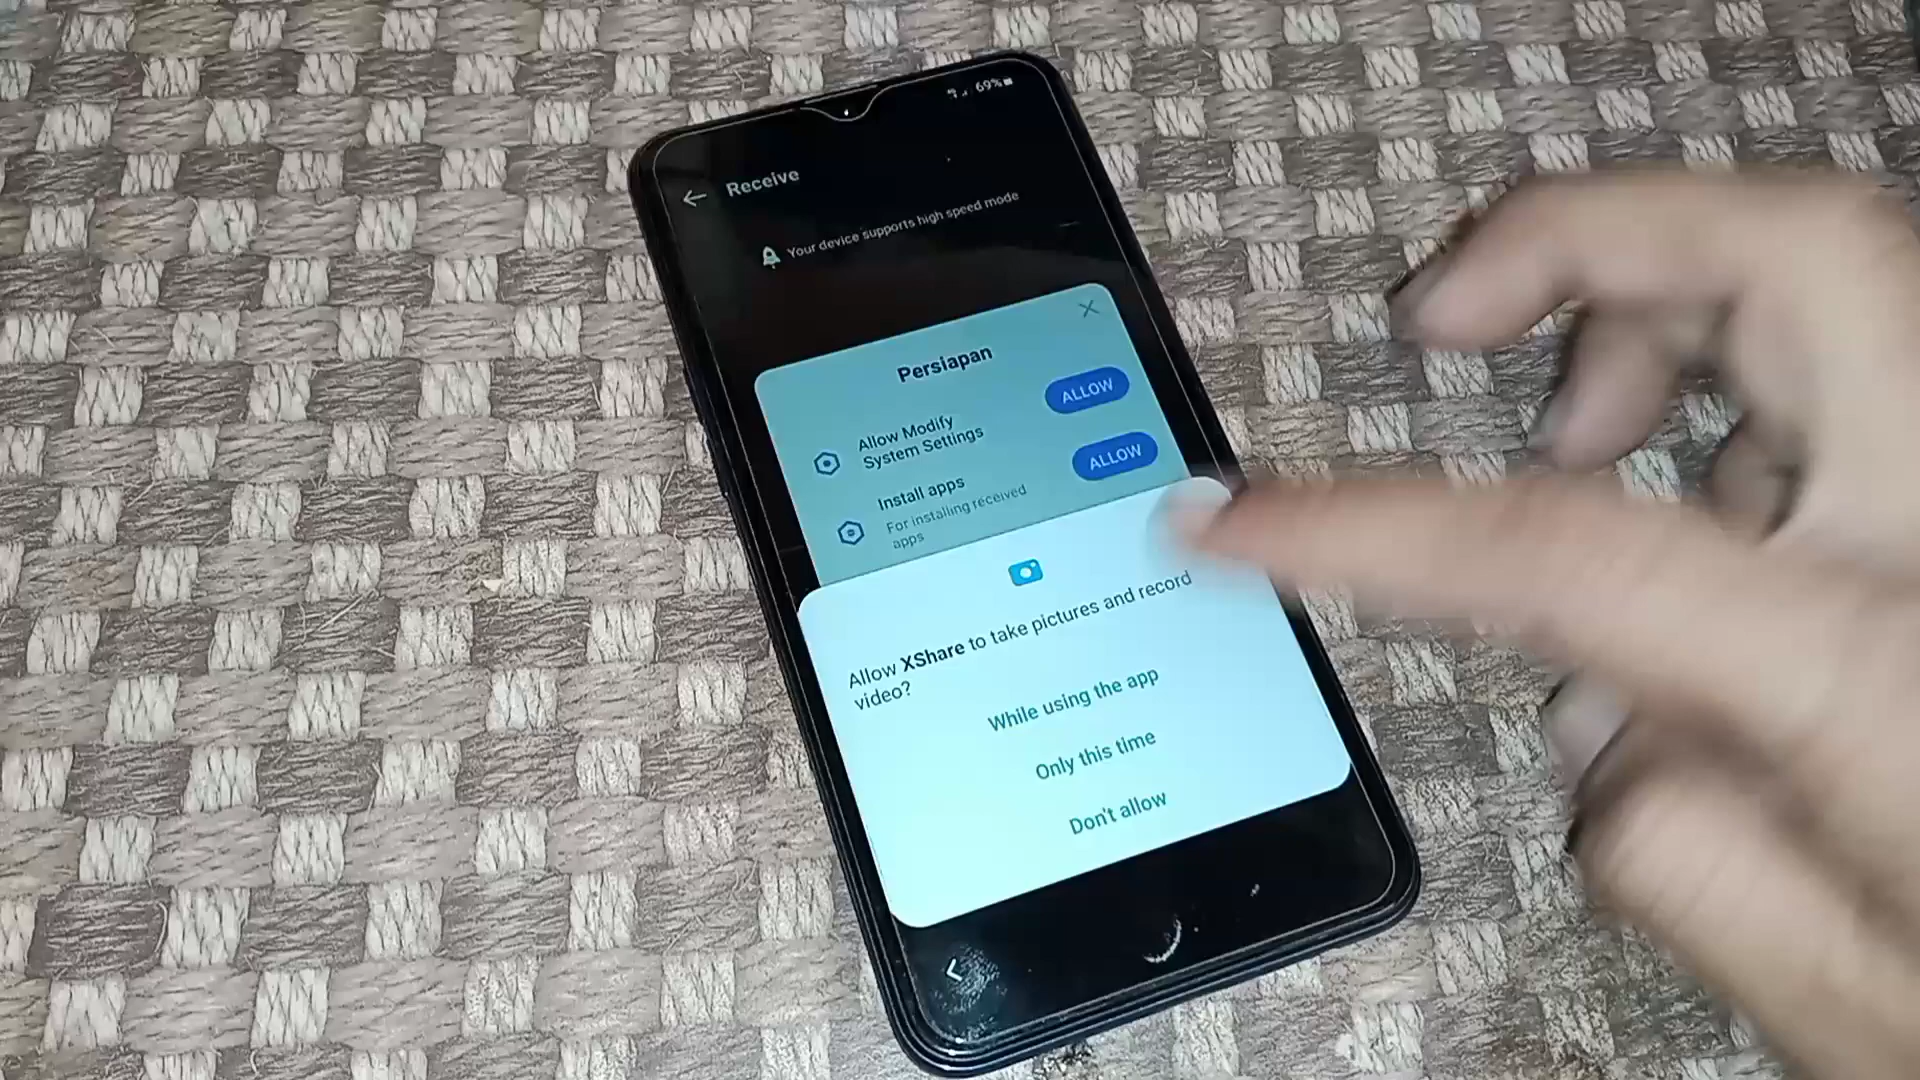 69%
Receive
Your device supports high speed mode
Persiapan
Allow Modify
System Settings
ALLOW
Install apps
For installing received
apps
ALLOW
Allow XShare to take pictures and record
video?
While using the app
Only this time
Don't allow